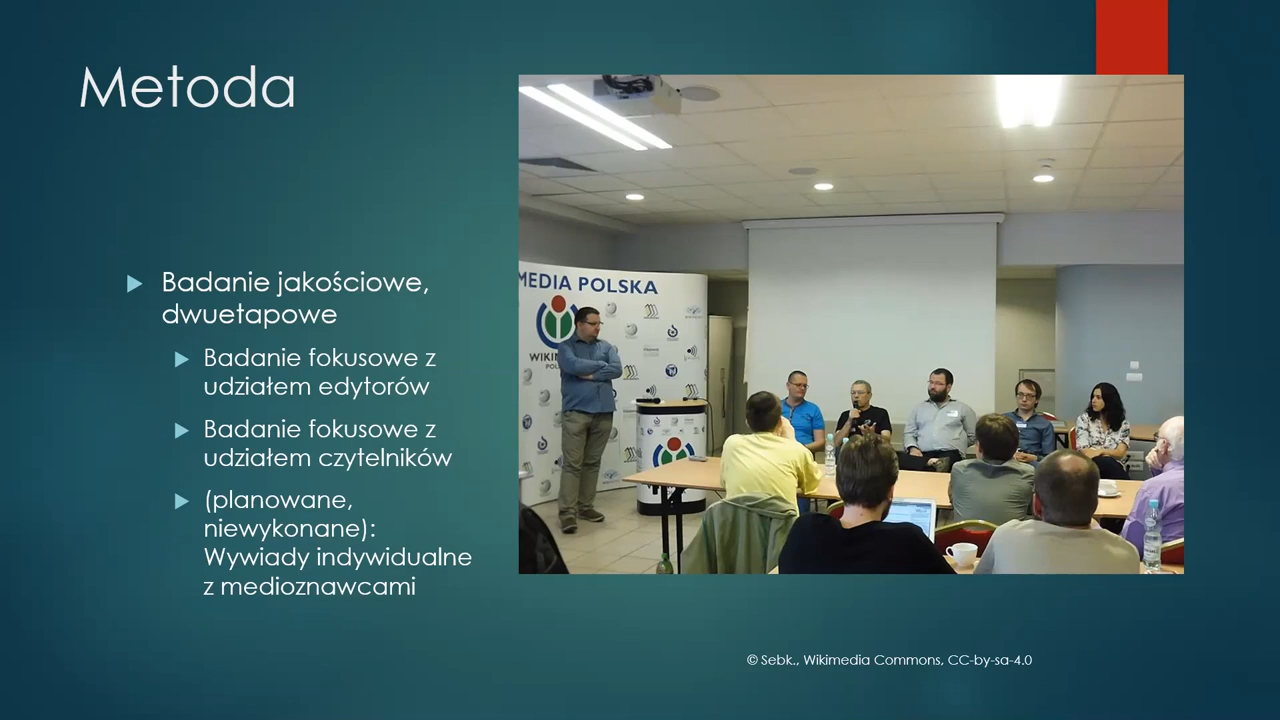 Metoda
Badanie jakościowe,
dwuetapowe
Badanie fokusowe z
udziałem edytorów
Badanie fokusowe z
udziałem czytelników
(planowane,
niewykonane):
Wywiady indywidualne
z medioznawcami
MEDIA POLSKA
© Sebk., Wikimedia Commons, CC-by-sa-4.0